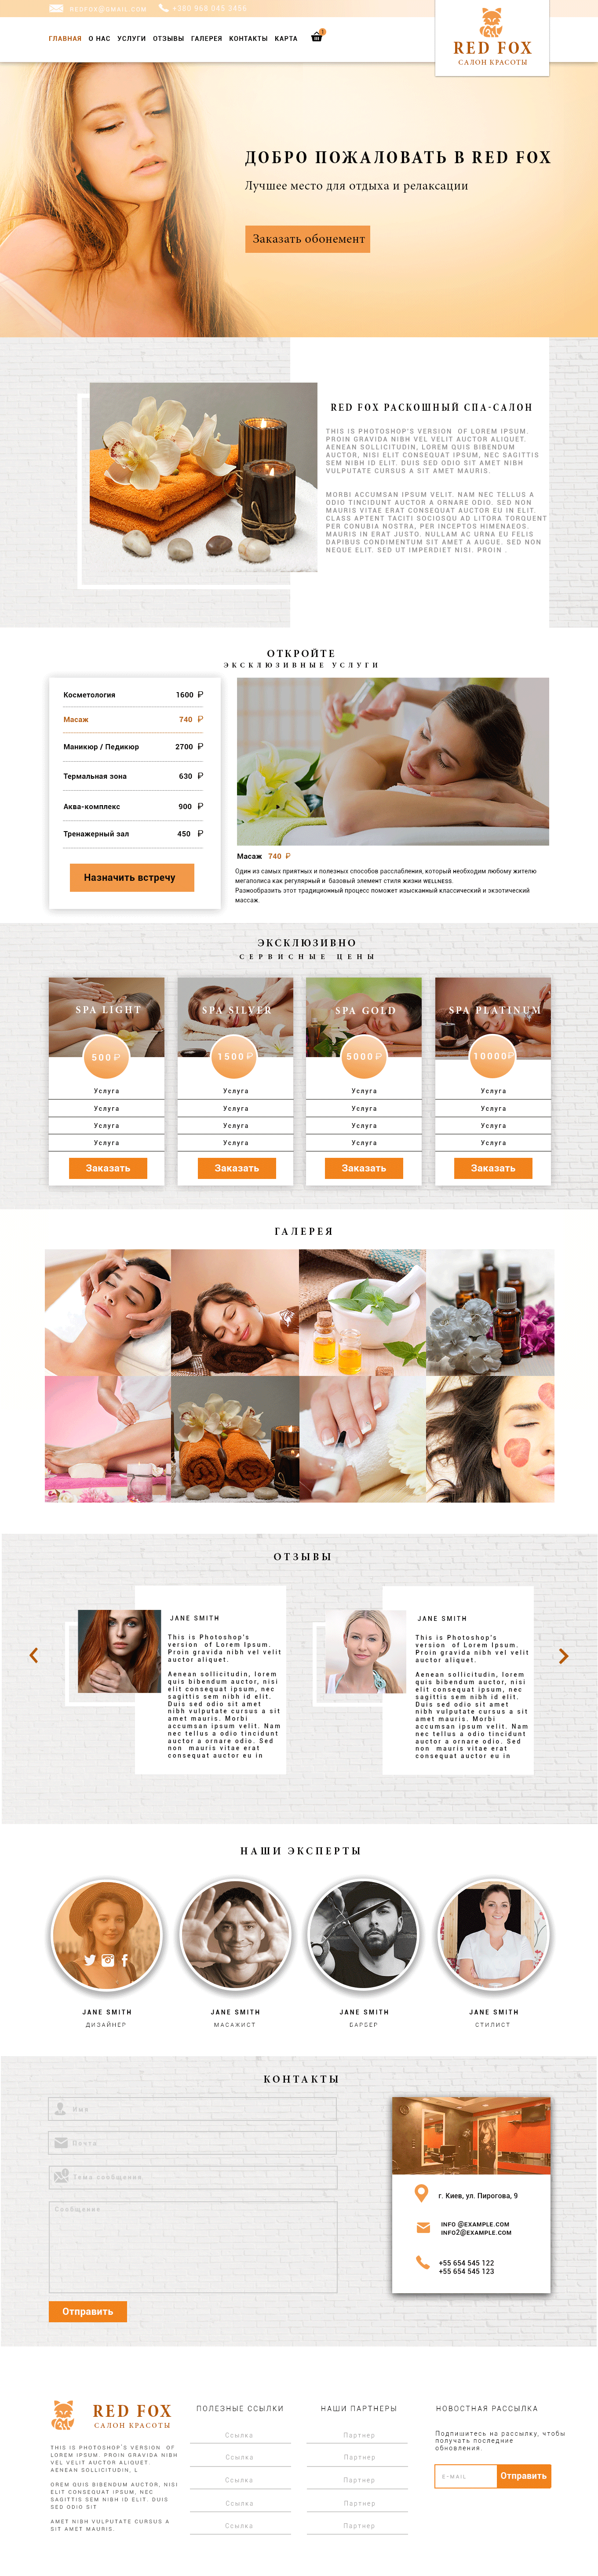 REDFOX@GMAIL.COM +380 968 645 3456
ГЛАВНАЯ О НАС УСЛУГИ ОТЗЫВЫ ГАЛЕРЕЯ КОНТАКТЫ КАРТА
RED FOX
САЛОН КРАСОТЫ
ДОБРО ПОЖАЛОВАТЬ В RED FOX
Лучшее место для отдыха и релаксации
Заказать обонемент
RED FOX РАСКОШНЫЙ СПА-САЛОН
THIS IS PHOTOSHOP'S VERSION OF LOREM IPSUM.
PROIN GRAVIDA NIBH VEL VELIT AUCTOR ALIQUET.
AENEAN SOLLICITUDIN, LOREM QUIS BIBENDUM
AUCTOR, NISI ELIT CONSEQUAT IPSUM, NEC SAGITTIS
SEM NIBH ID ELIT. DUIS SED ODIO SIT AMET NIBH
VULPUTATE CURSUS A SIT AMET MAURIS.
MORBI ACCUMSAN IPSUM VELIT. NAM NEC TELLUS A
ODIO TINCIDUNT AUCTOR A ORNARE ODIO. SED NON
MAURIS VITAE ERAT CONSEQUAT AUCTOR EU IN ELIT.
CLASS APTENT TACITI SOCIOSQU AD LITORA TORQUENT
PER CONUBIA NOSTRA, PER INCEPTOS HIMENAEOS.
MAURIS IN ERAT JUSTO. NULLAM AC URNA EU FELIS
DAPIBUS CONDIMENTUM SIT AMET A AUGUE. SED NON
NEQUE ELIT. SED UT IMPERDIET NISI. PROIN .
ОТКРОЙТЕ
ЭКСКЛЮЗИВНЫЕ УСЛУГИ
Косметология 1600 ₽
Масаж 740 ₽
Маникюр / Педикюр 2700 ₽
Термальная зона 630 ₽
Аква-комплекс 900 ₽
Тренажерный зал 450 ₽
Назначить встречу
Масаж 740 ₽
Один из самых приятных и полезных способов расслабления, который необходим любому жителю
мегаполиса как регулярный и базовый элемент стиля жизни WELLNESS.
Разнообразить этот традиционный процесс поможет изысканный классический и экзотический
массаж.
ЭКСКЛЮЗИВНО
СЕРВИСНЫЕ ЦЕНЫ
SPA LIGHT SPA SILVER SPA GOLD SPA PLATINUM
500₽ 1500₽ 5000₽ 10000₽
Услуга Услуга Услуга Услуга
Услуга Услуга Услуга Услуга
Услуга Услуга Услуга Услуга
Услуга Услуга Услуга Услуга
Заказать Заказать Заказать Заказать
ГАЛЕРЕЯ
ОТЗЫВЫ
JANE SMITH
This is Photoshop's
version of Lorem Ipsum.
Proin gravida nibh vel velit
auctor aliquet.
Aenean sollicitudin, lorem
quis bibendum auctor, nisi
elit consequat ipsum, nec
sagittis sem nibh id elit.
Duis sed odio sit amet
nibh vulputate cursus a sit
amet mauris. Morbi
accumsan ipsum velit. Nam
nec tellus a odio tincidunt
auctor a ornare odio. Sed
non mauris vitae erat
consequat auctor eu in
JANE SMITH
This is Photoshop's
version of Lorem Ipsum.
Proin gravida nibh vel velit
auctor aliquet.
Aenean sollicitudin, lorem
quis bibendum auctor, nisi
elit consequat ipsum, nec
sagittis sem nibh id elit.
Duis sed odio sit amet
nibh vulputate cursus a sit
amet mauris. Morbi
accumsan ipsum velit. Nam
nec tellus a odio tincidunt
auctor a ornare odio. Sed
non mauris vitae erat
consequat auctor eu in
НАШИ ЭКСПЕРТЫ
JANE SMITH JANE SMITH JANE SMITH JANE SMITH
ДИЗАЙНЕР МАСАЖИСТ БАРБЕР СТИЛИСТ
КОНТАКТЫ
Имя
Почта
Тема сообщения
Сообщение
Отправить
г. Киев, ул. Пирогова, 9
INFO @EXAMPLE.COM
INFO2@EXAMPLE.COM
+55 654 545 122
+55 654 545 123
RED FOX
САЛОН КРАСОТЫ
THIS IS PHOTOSHOP'S VERSION OF
LOREM IPSUM. PROIN GRAVIDA NIBH
VEL VELIT AUCTOR ALIQUET.
AENEAN SOLLICITUDIN, L
OREM QUIS BIBENDUM AUCTOR, NISI
ELIT CONSEQUAT IPSUM, NEC
SAGITTIS SEM NIBH ID ELIT. DUIS
SED ODIO SIT
AMET NIBH VULPUTATE CURSUS A
SIT AMET MAURIS.
ПОЛЕЗНЫЕ ССЫЛКИ
Ссылка
Ссылка
Ссылка
Ссылка
Ссылка
НАШИ ПАРТНЕРЫ
Партнер
Партнер
Партнер
Партнер
Партнер
НОВОСТНАЯ РАССЫЛКА
Подпишитесь на рассылку, чтобы
получать последние
обновления.
E-MAIL Отправить